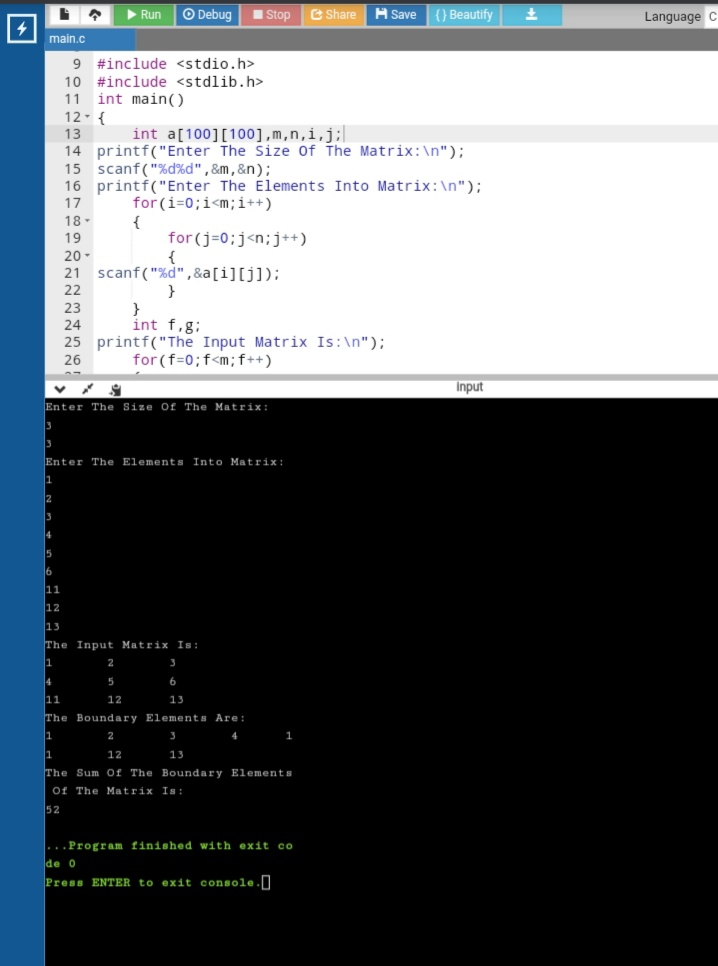 Run Debug Stop Share Save {} Beautify Language C
main.c
9 #include <stdio.h>
10 #include <stdlib.h>
11 int main()
12 {
13 int a[100][100],m,n,i,j;
14 printf("Enter The Size Of The Matrix:\n");
15 scanf("%d%d",&m,&n);
16 printf("Enter The Elements Into Matrix:\n");
17 for(i=0;i<m;i++)
18 {
19 for(j=0;j<n;j++)
20 {
21 scanf("%d",&a[i][j]);
22 }
23 }
24 int f,g;
25 printf("The Input Matrix Is:\n");
26 for(f=0;f<m;f++)
input
Enter The Size Of The Matrix:
3
3
Enter The Elements Into Matrix:
1
2
3
4
5
6
11
12
13
The Input Matrix Is:
1 2 3
4 5 6
11 12 13
The Boundary Elements Are:
1 2 3 4 1
1 12 13
The Sum Of The Boundary Elements
Of The Matrix Is:
52
...Program finished with exit co
de 0
Press ENTER to exit console.